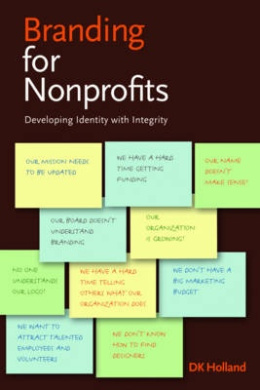 Branding
for
Nonprofits
Developing Identity with Integrity
OUR MISSION NEEDS
TO BE UPDATED
WE HAVE A HARD
TIME GETTING
FUNDING
OUR NAME
DOESN'T
MAKE SENSE!
OUR BOARD DOESN'T
UNDERSTAND
BRANDING
OUR
ORGANIZATION
IS GROWING!
NO ONE
UNDERSTANDS
OUR LOGO!
WE HAVE A HARD
TIME TELLING
OTHERS WHAT OUR
ORGANIZATION DOES
WE DON'T HAVE A
BIG MARKETING
BUDGET
WE WANT TO
ATTRACT TALENTED
EMPLOYEES AND
VOLUNTEERS
WE DON'T KNOW
HOW TO FIND
DESIGNERS
DK Holland